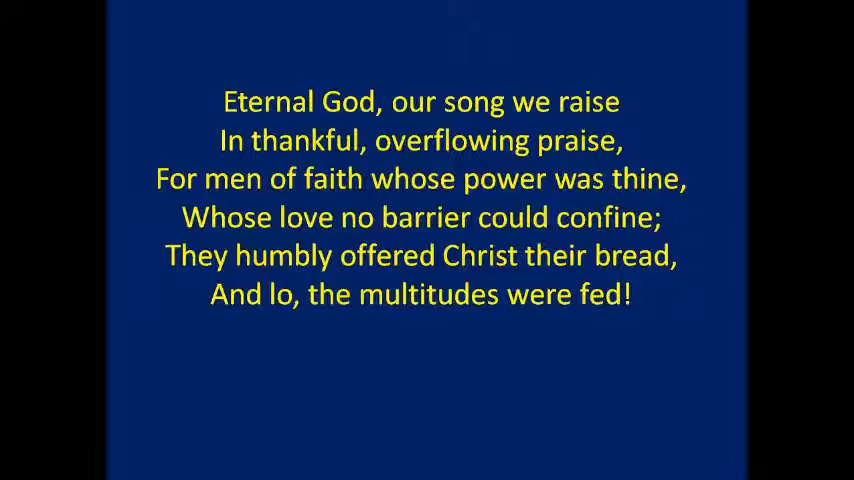 Eternal God, our song we raise
In thankful, overflowing praise,
For men of faith whose power was thine,
Whose love no barrier could confine;
They humbly offered Christ their bread,
And lo, the multitudes were fed!